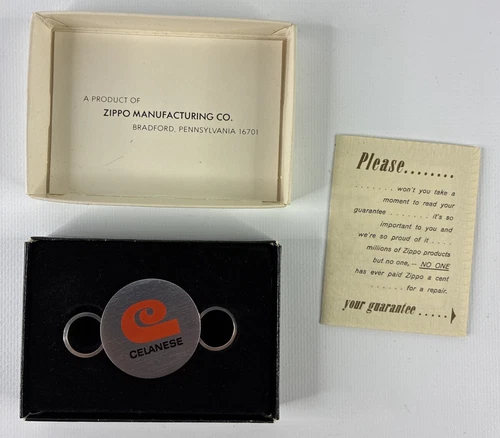 A PRODUCT OF
ZIPPO MANUFACTURING CO.
BRADFORD, PENNSYLVANIA 16701
Please........
....... won't you take a
moment to read your
guarantee ....... it's so
important to you and
we're so proud of it ....
millions of Zippo products
but no one, — NO ONE
has ever paid Zippo a cent
...... for a repair.
your guarantee .....
CELANESE